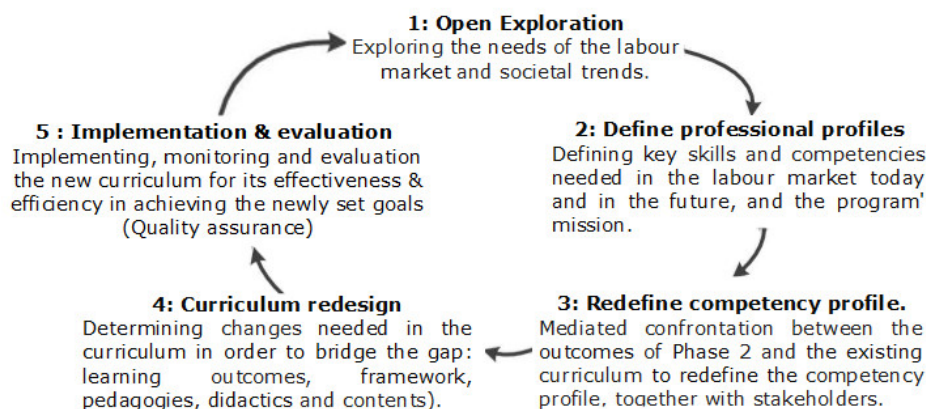 1: Open Exploration
Exploring the needs of the labour
market and societal trends.
2: Define professional profiles
Defining key skills and competencies
needed in the labour market today
and in the future, and the program'
mission.
3: Redefine competency profile.
Mediated confrontation between the
outcomes of Phase 2 and the existing
curriculum to redefine the competency
profile, together with stakeholders.
4: Curriculum redesign
Determining changes needed in the
curriculum in order to bridge the gap:
learning outcomes, framework,
pedagogies, didactics and contents).
5 : Implementation & evaluation
Implementing, monitoring and evaluation
the new curriculum for its effectiveness &
efficiency in achieving the newly set goals
(Quality assurance)